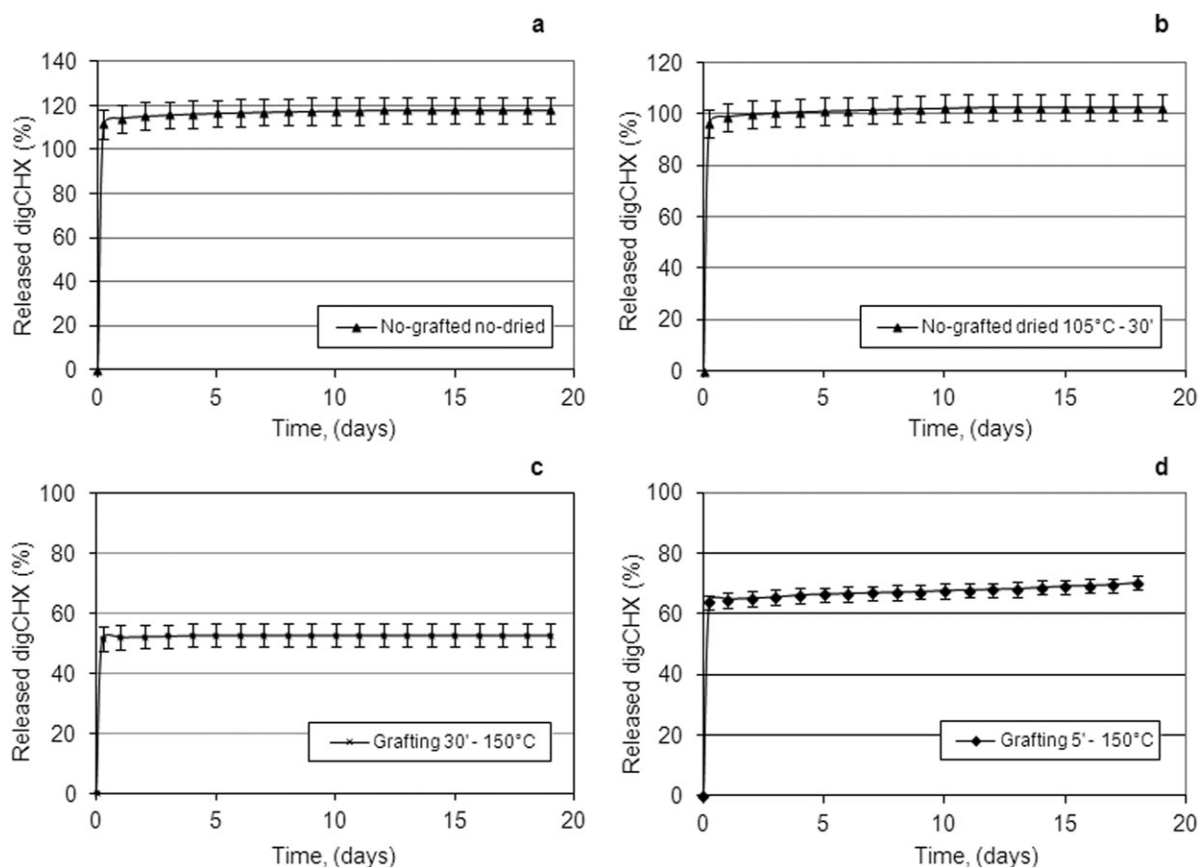 a
140
120
100
80
60
40
20
0
0 5 10 15 20
Released digCHX (%)
Time, (days)
No-grafted no-dried
b
120
100
80
60
40
20
0
0 5 10 15 20
Released digCHX (%)
Time, (days)
No-grafted dried 105°C - 30'
c
100
80
60
40
20
0
0 5 10 15 20
Released digCHX (%)
Time, (days)
Grafting 30' - 150°C
d
100
80
60
40
20
0
0 5 10 15 20
Released digCHX (%)
Time, (days)
Grafting 5' - 150°C